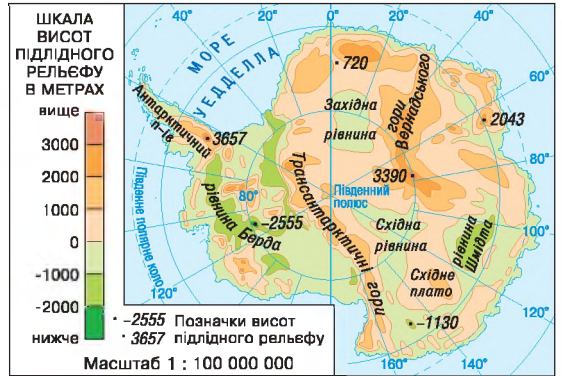 ШКАЛА
ВИСОТ
ПІДЛІДНОГО
РЕЛЬЄФУ
В МЕТРАХ
вище
3000
2000
1000
0
-1000
-2000
нижче
40°
20°
0°
20°
40°
60°
80°
100°
120°
140°
160°
120°
80°
МОРЕ
УЕДДЕЛЛА
Антарктичний
п-ів
3657
720
Західна
рівнина
гори
Вернадського
2043
3390
Південний
полюс
Трансантарктичні гори
рівнина Берда
-2555
Південне полярне коло
Східна
рівнина
рівнина
Шмідта
Східне
плато
-1130
-2555 Позначки висот
3657 підлідного рельєфу
Масштаб 1 : 100 000 000